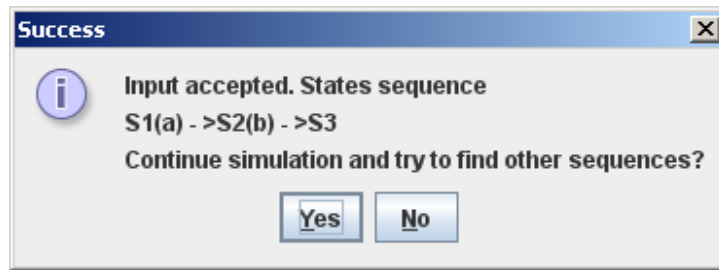 Success
Input accepted. States sequence
S1(a) - >S2(b) - >S3
Continue simulation and try to find other sequences?
Yes No